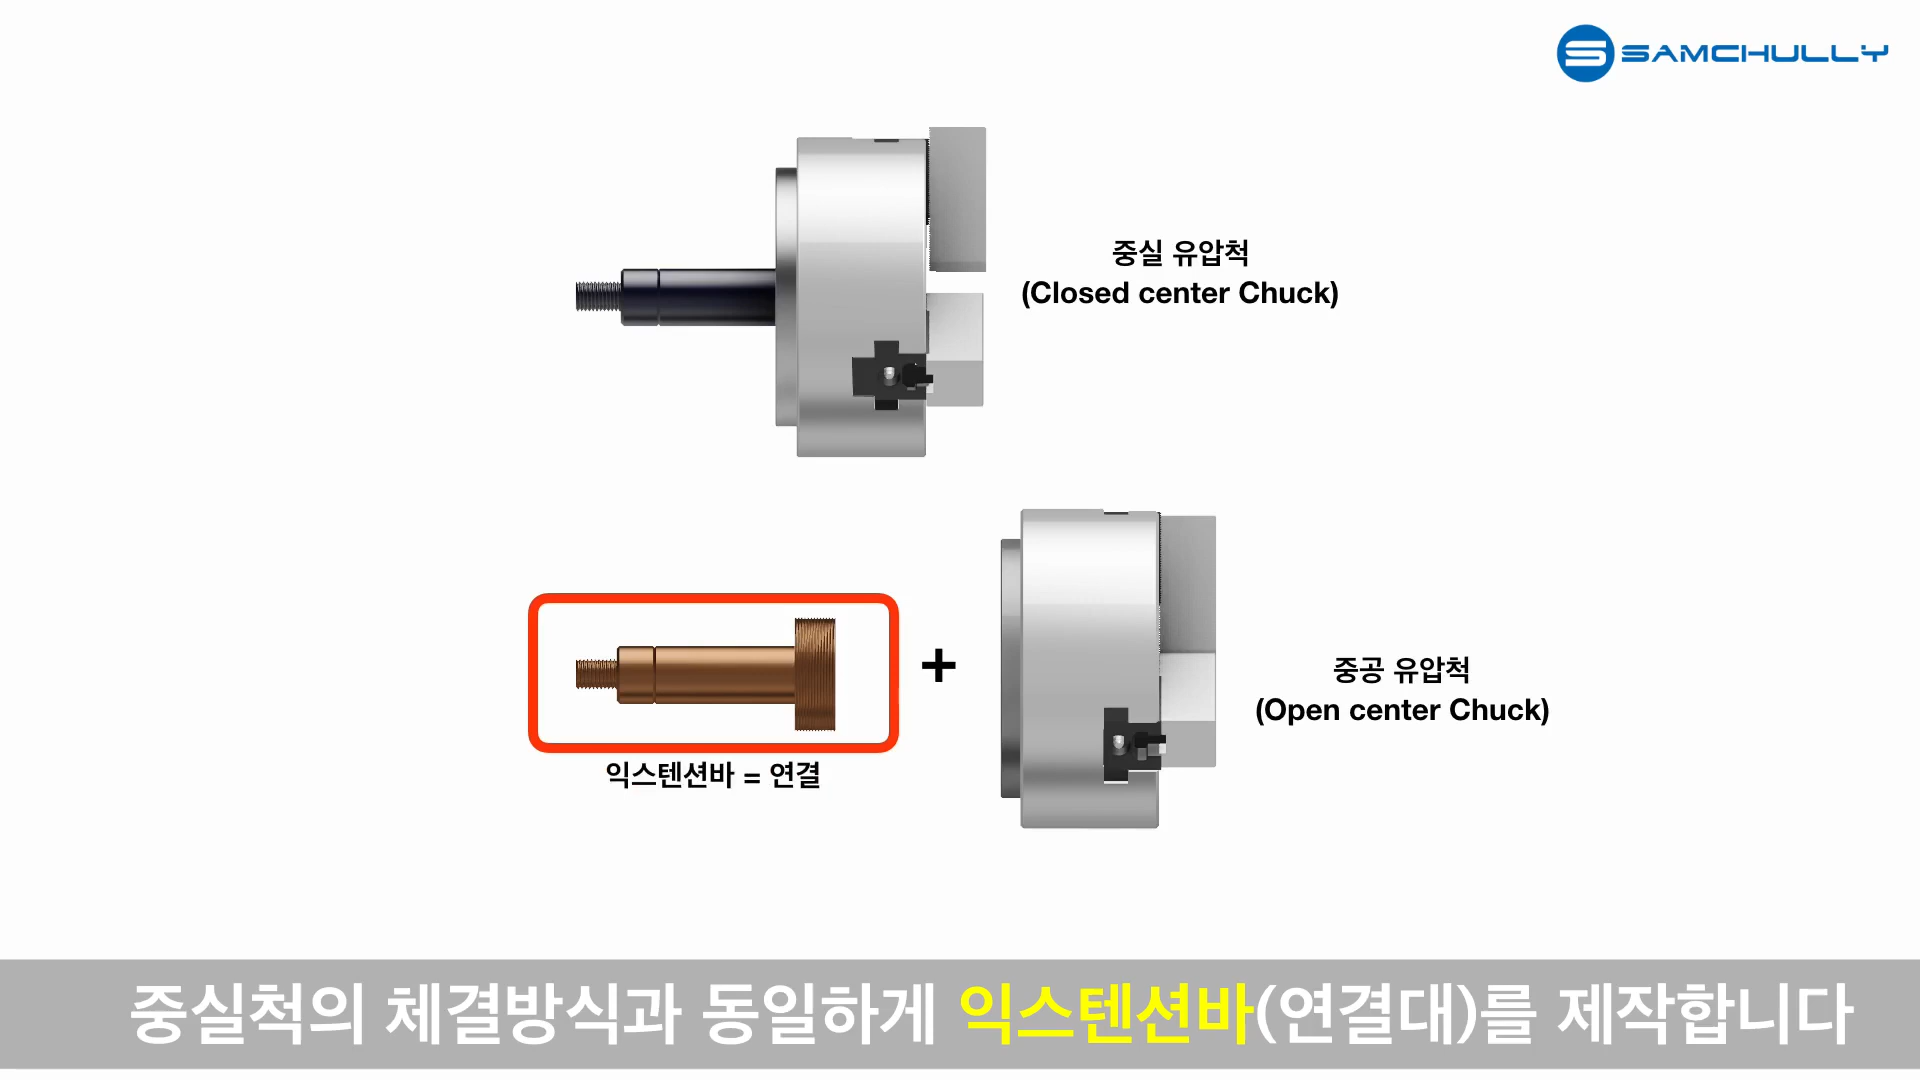 SAMCHULLY
중실 유압척
(Closed center Chuck)
+
중공 유압척
(Open center Chuck)
익스텐션바 = 연결
중실척의 체결방식과 동일하게 익스텐션바(연결대)를 제작합니다